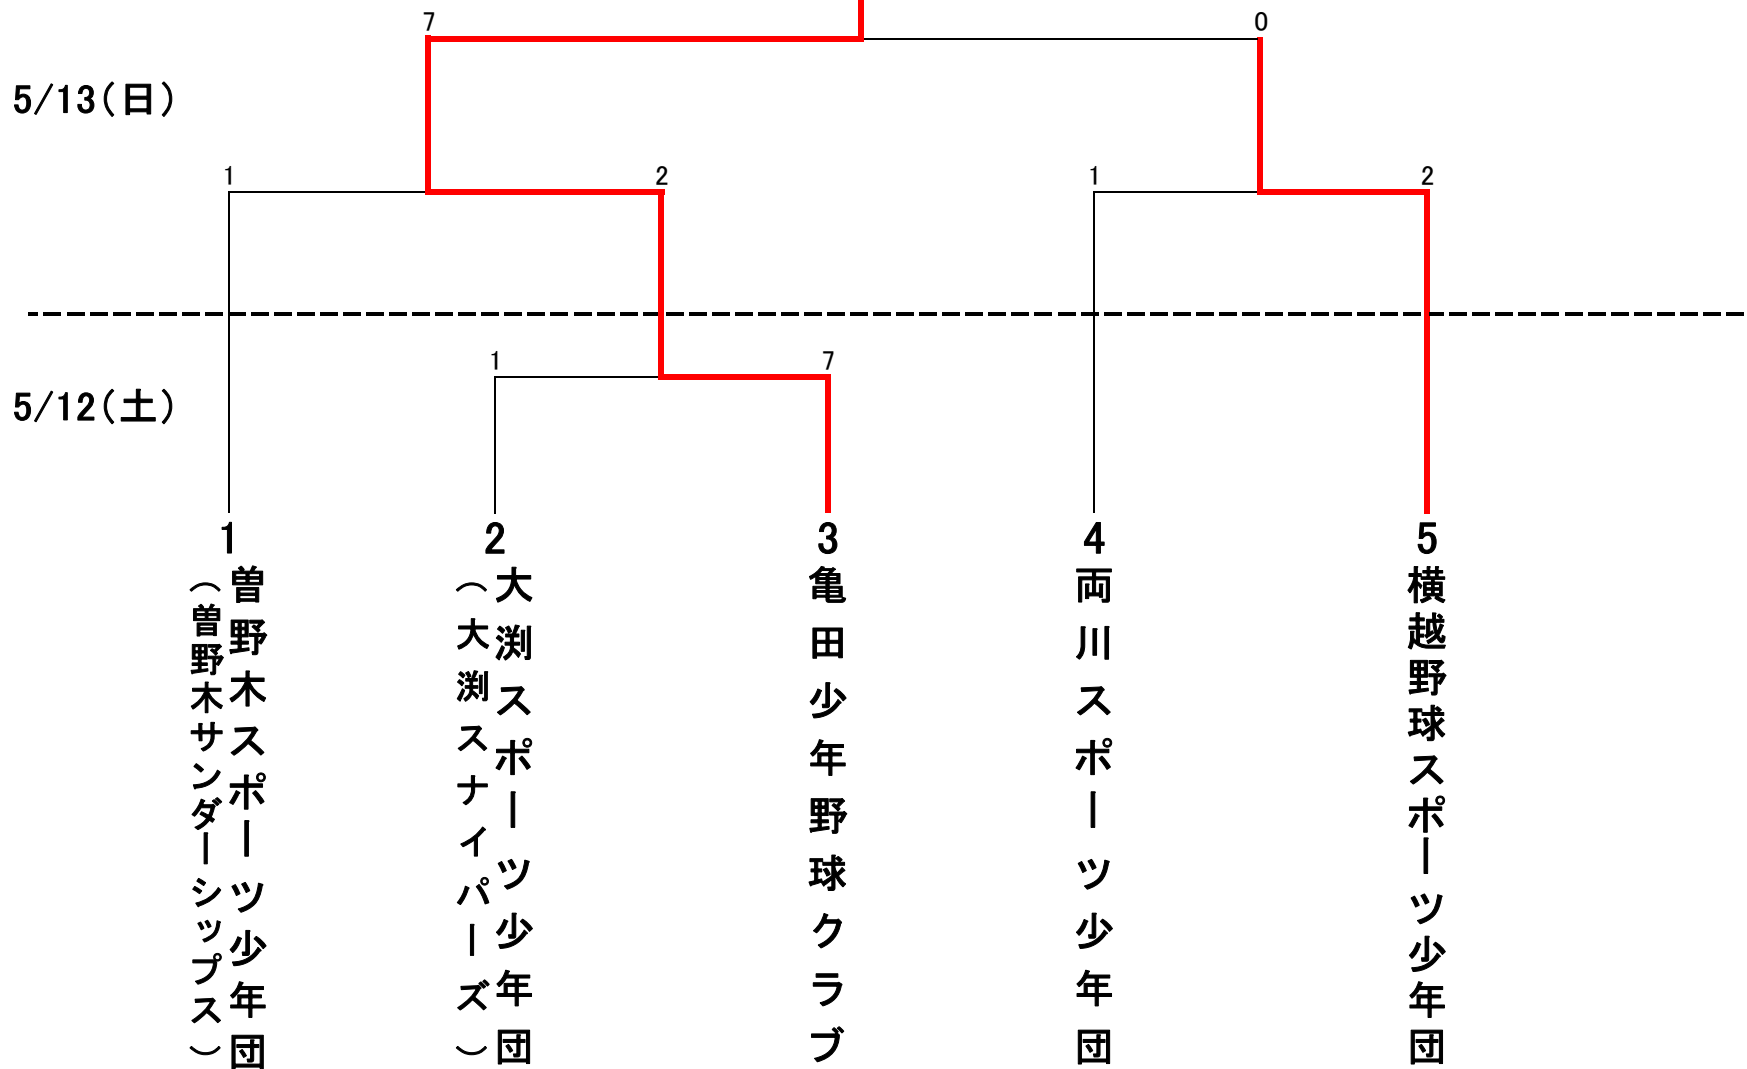 7
0
5/13(日)
1
2
1
2
1
7
5/12(土)
1
2
3
4
5
曽野木スポーツ少年団
(曽野木サンダーシップス)
大渕スポーツ少年団
(大渕スナイパーズ)
亀田少年野球クラブ
両川スポーツ少年団
横越野球スポーツ少年団